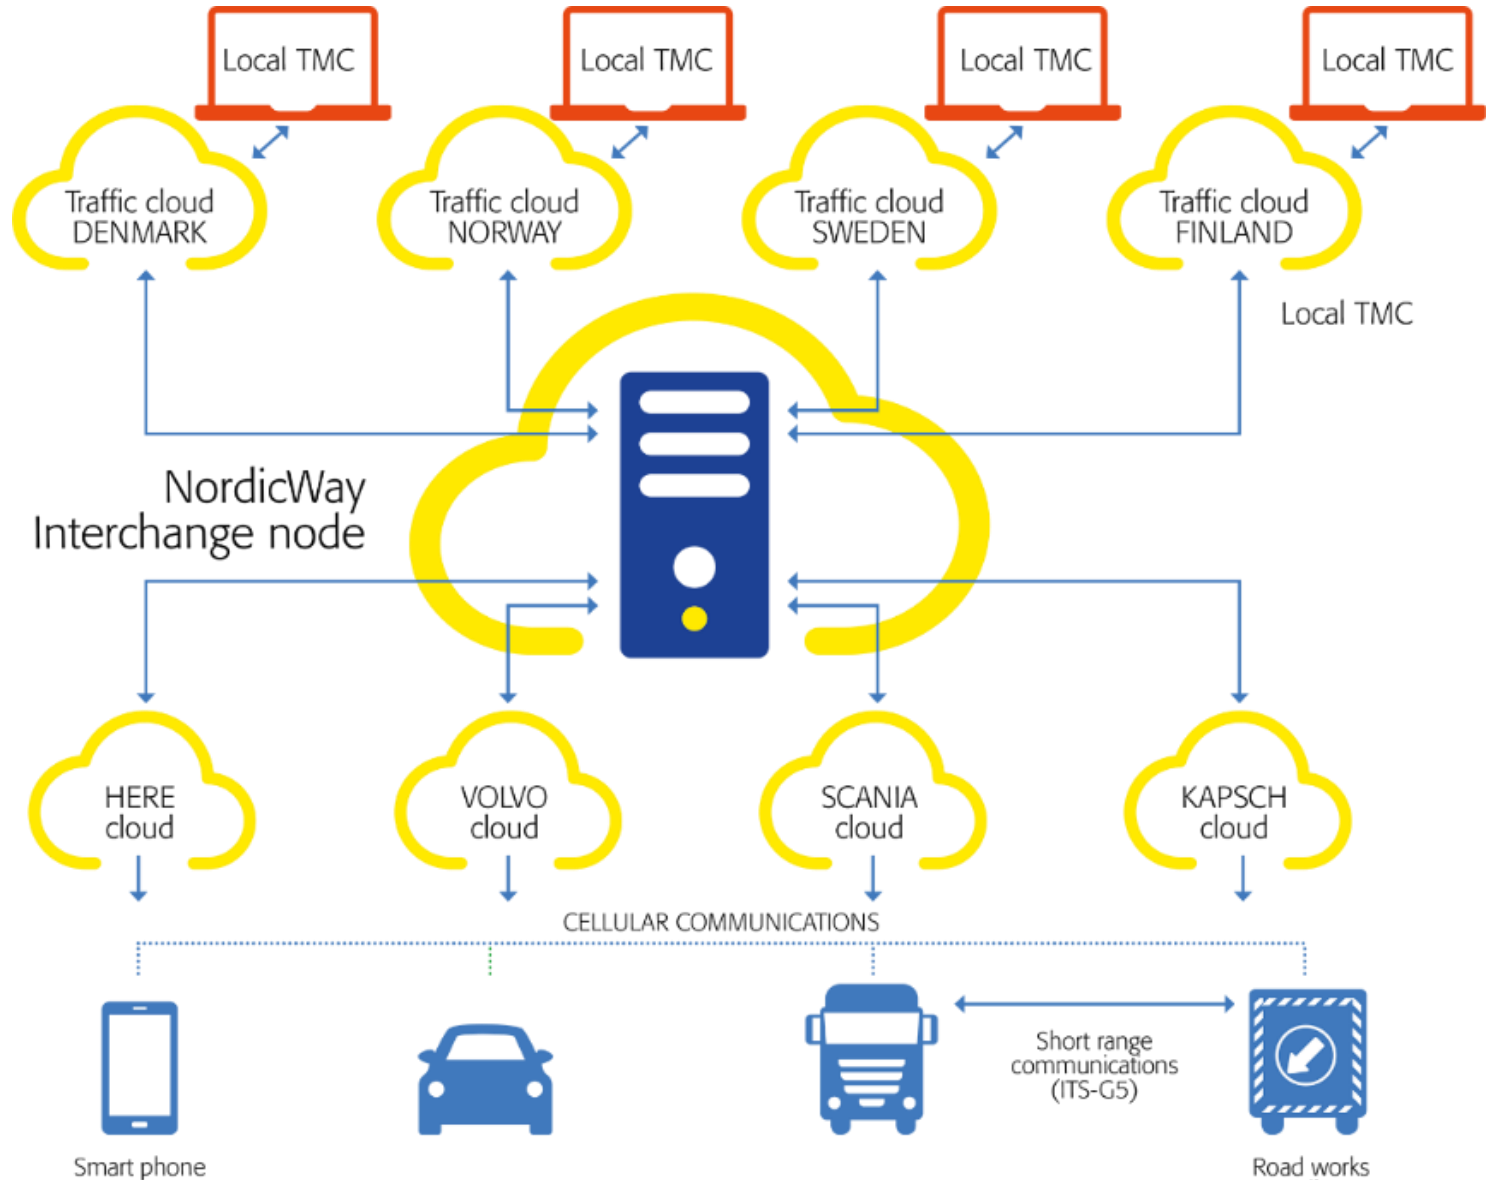 Local TMC
Local TMC
Local TMC
Local TMC
Traffic cloud
DENMARK
Traffic cloud
NORWAY
Traffic cloud
SWEDEN
Traffic cloud
FINLAND
Local TMC
NordicWay
Interchange node
HERE
cloud
VOLVO
cloud
SCANIA
cloud
KAPSCH
cloud
CELLULAR COMMUNICATIONS
Short range
communications
(ITS-G5)
Smart phone
Road works